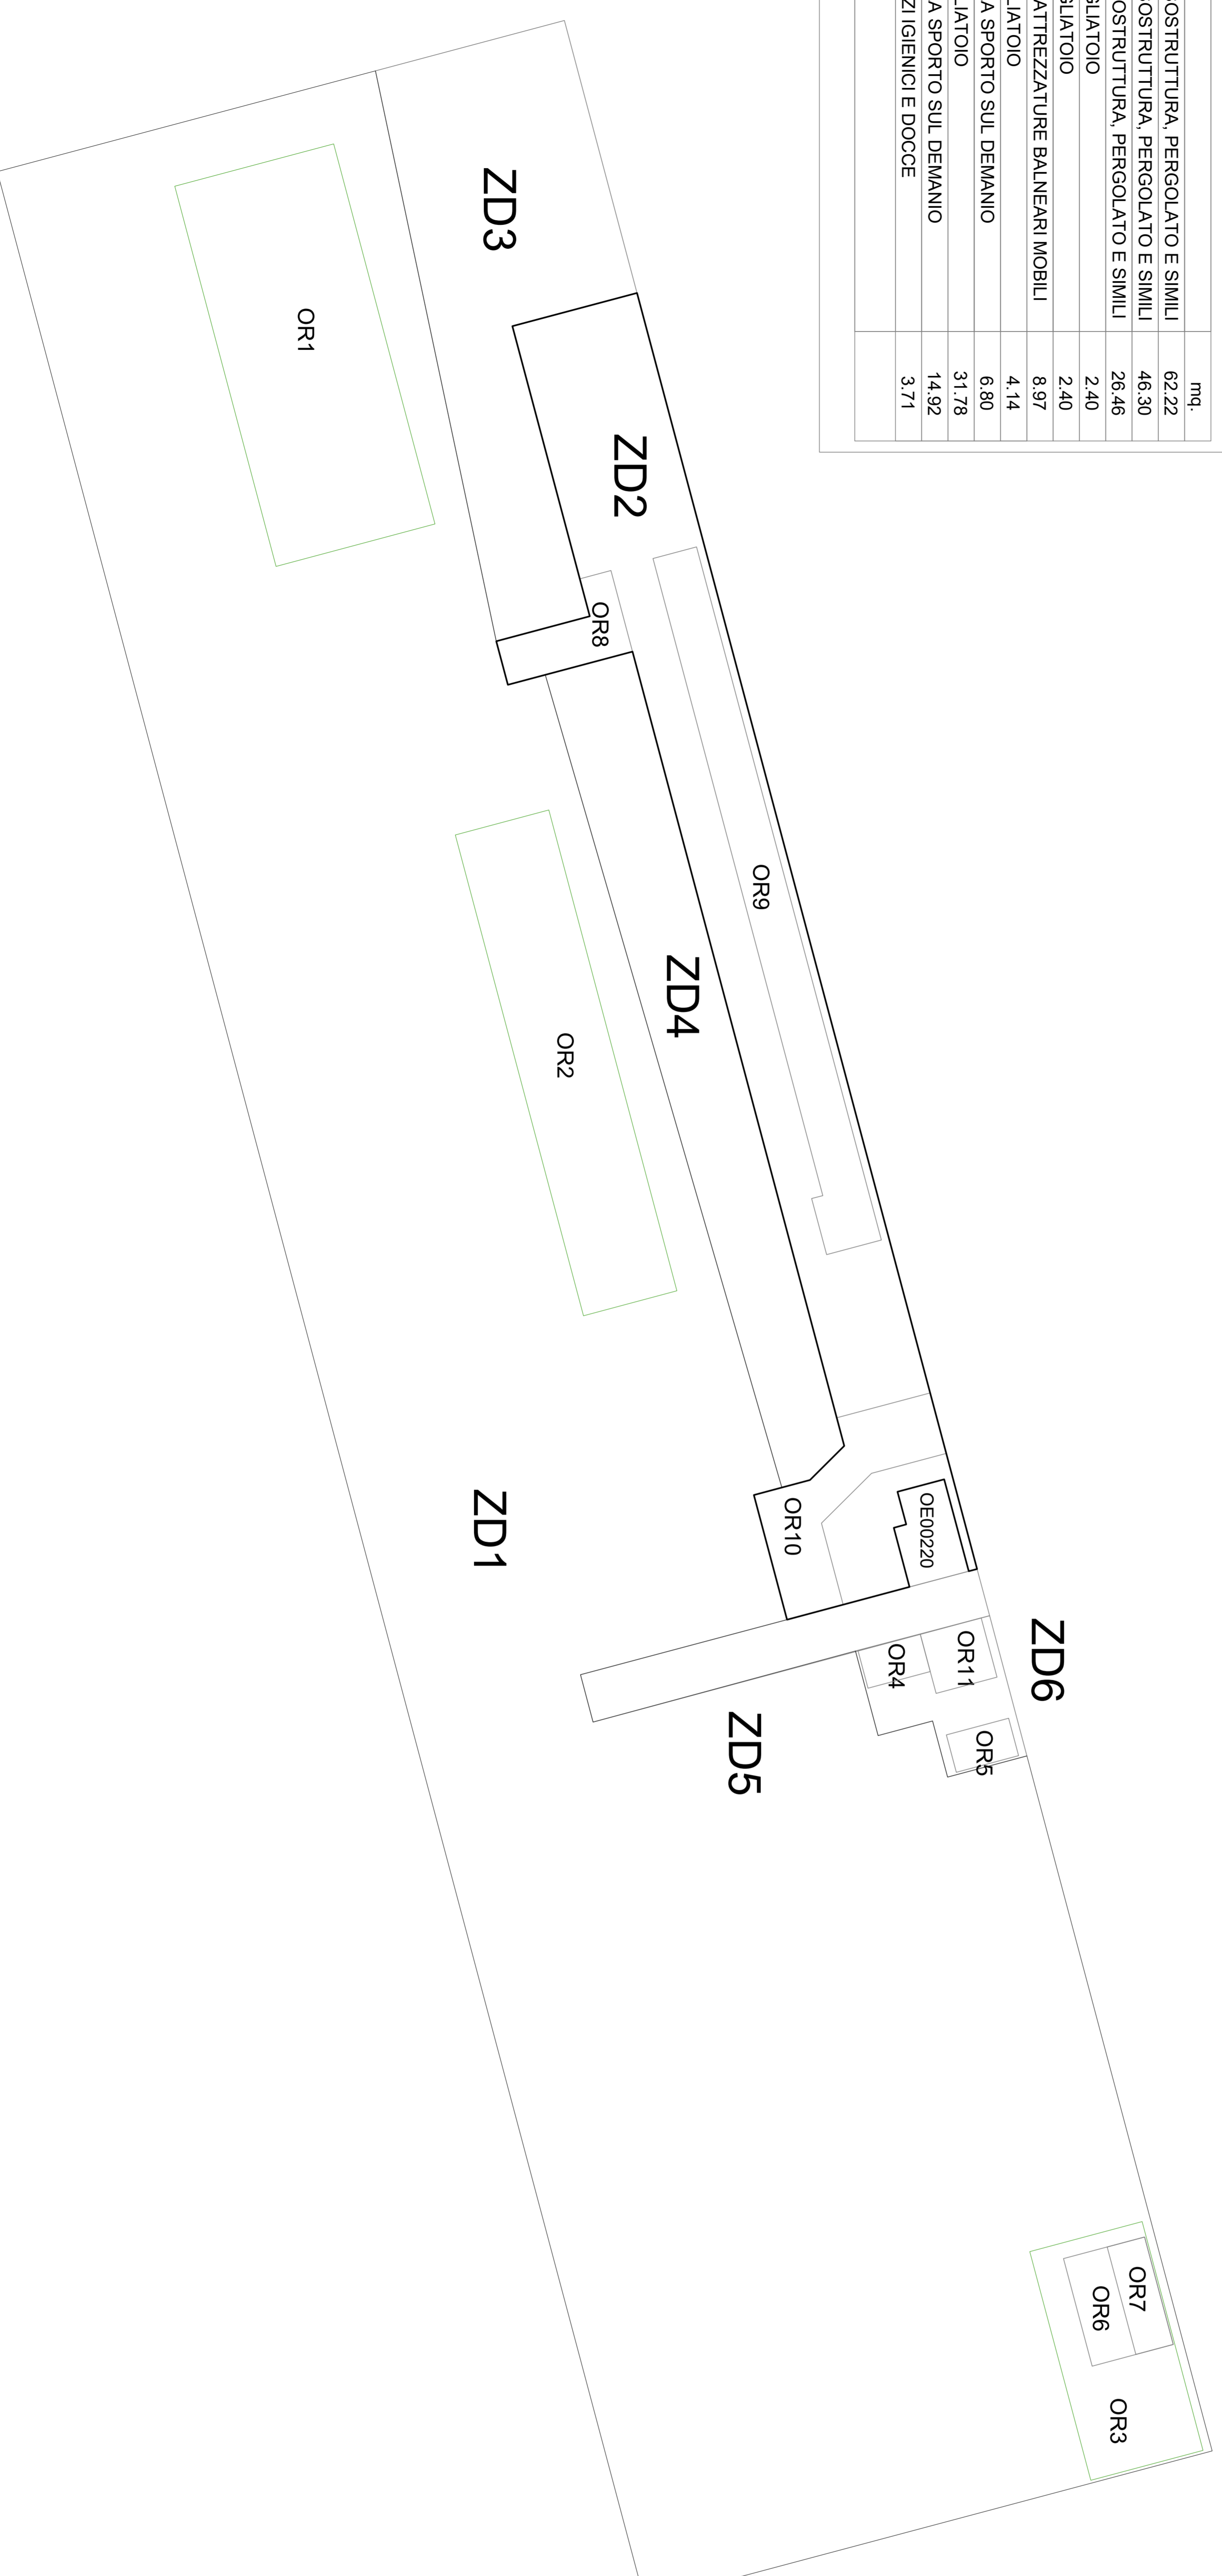 mq.
OSTRUTTURA, PERGOLATO E SIMILI 62.22
OSTRUTTURA, PERGOLATO E SIMILI 46.30
OSTRUTTURA, PERGOLATO E SIMILI 26.46
GLIATOIO 2.40
GLIATOIO 2.40
ATTREZZATURE BALNEARI MOBILI 8.97
LIATOIO 4.14
A SPORTO SUL DEMANIO 6.80
LIATOIO 31.78
A SPORTO SUL DEMANIO 14.92
ZI IGIENICI E DOCCE 3.71
OR7
OR3
OR6
ZD6
OR5
OR11
OE00220
OR4
OR10
OR9
ZD5
ZD4
ZD2
OR8
OR2
ZD3
ZD1
OR1